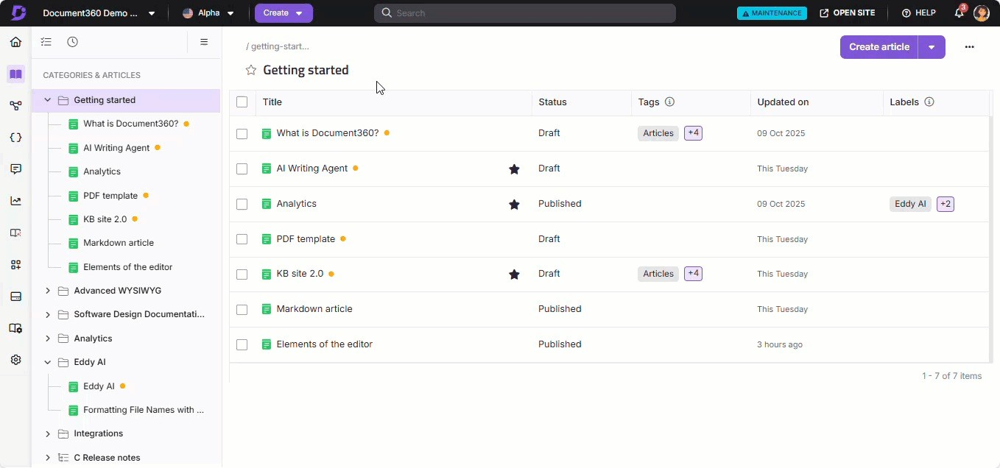 Document360 Demo ...
Alpha
Create
Search
MAINTENANCE
OPEN SITE
HELP
3
CATEGORIES & ARTICLES
Getting started
What is Document360?
AI Writing Agent
Analytics
PDF template
KB site 2.0
Markdown article
Elements of the editor
Advanced WYSIWYG
Software Design Documentati...
Analytics
Eddy AI
Eddy AI
Formatting File Names with ...
Integrations
C Release notes
/ getting-start...
Getting started
Create article
Title Status Tags Updated on Labels
What is Document360? Draft Articles +4 09 Oct 2025
AI Writing Agent Draft This Tuesday
Analytics Published 09 Oct 2025 Eddy AI +2
PDF template Draft This Tuesday
KB site 2.0 Draft Articles +4 This Tuesday
Markdown article Published This Tuesday
Elements of the editor Published 3 hours ago
1 - 7 of 7 items